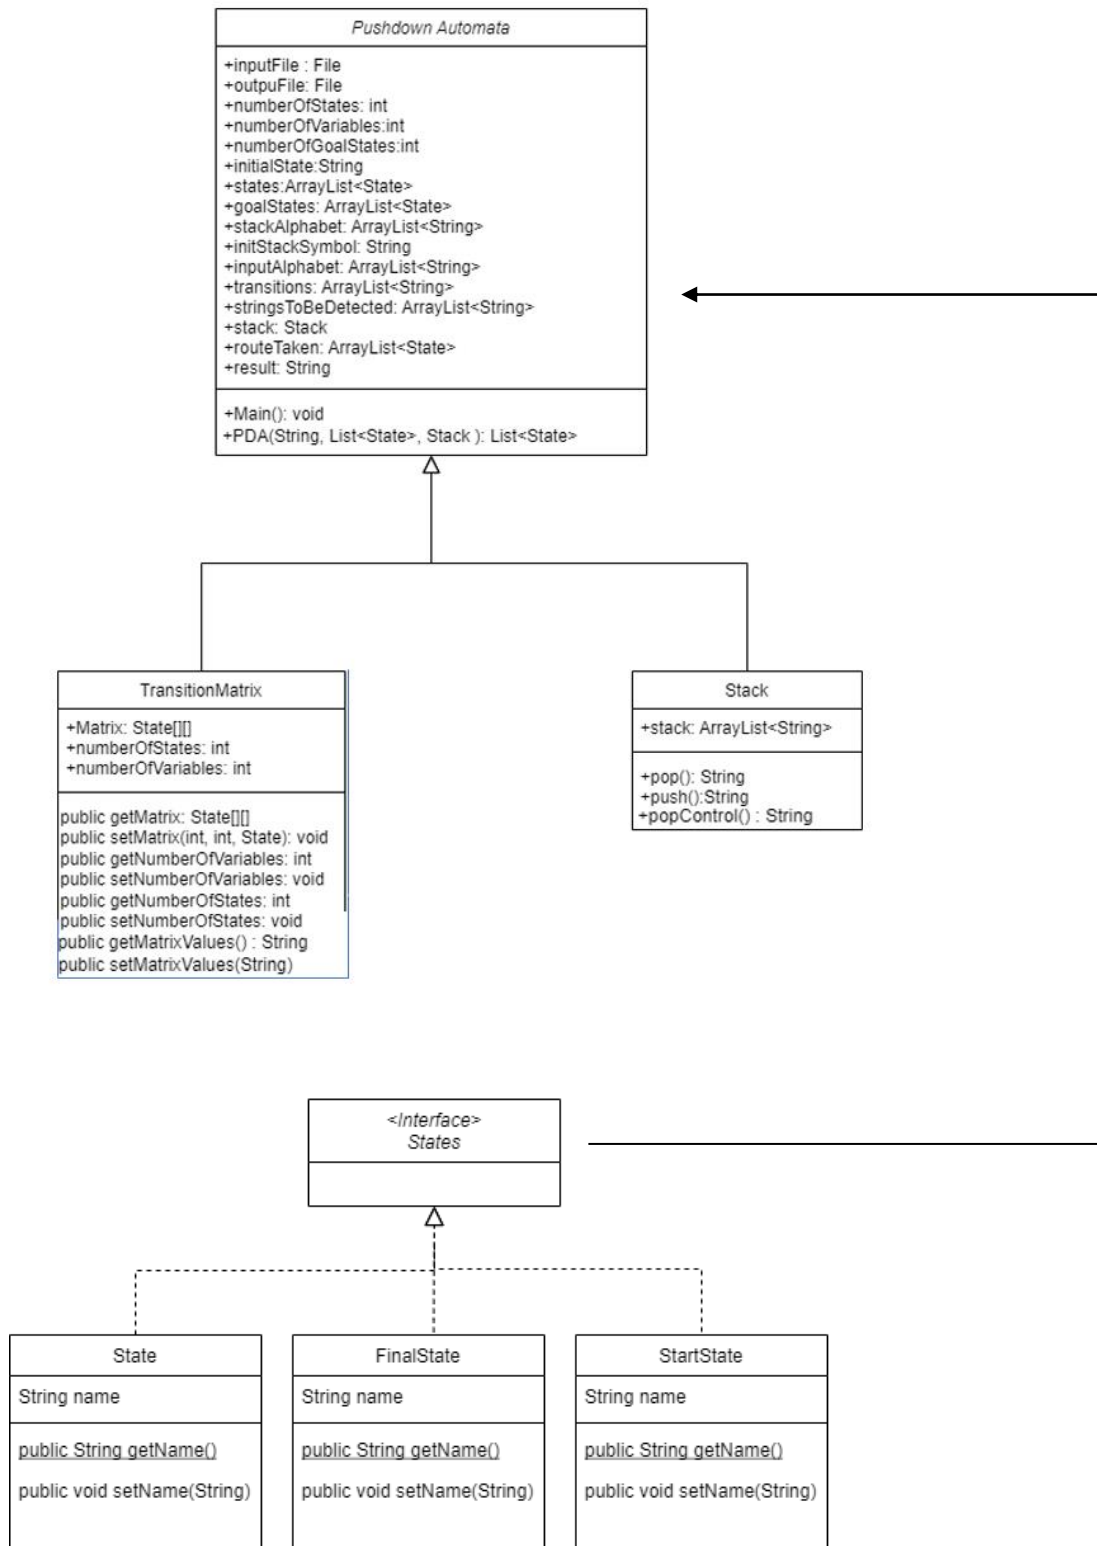 Pushdown Automata
+inputFile : File
+outpuFile: File
+numberOfStates: int
+numberOfVariables:int
+numberOfGoalStates:int
+initialState:String
+states:ArrayList<State>
+goalStates: ArrayList<State>
+stackAlphabet: ArrayList<String>
+initStackSymbol: String
+inputAlphabet: ArrayList<String>
+transitions: ArrayList<String>
+stringsToBeDetected: ArrayList<String>
+stack: Stack
+routeTaken: ArrayList<State>
+result: String
+Main(): void
+PDA(String, List<State>, Stack ): List<State>
TransitionMatrix
+Matrix: State[][]
+numberOfStates: int
+numberOfVariables: int
public getMatrix: State[][]
public setMatrix(int, int, State): void
public getNumberOfVariables: int
public setNumberOfVariables: void
public getNumberOfStates: int
public setNumberOfStates: void
public getMatrixValues() : String
public setMatrixValues(String)
Stack
+stack: ArrayList<String>
+pop(): String
+push():String
+popControl() : String
<Interface>
States
State
String name
public String getName()
public void setName(String)
FinalState
String name
public String getName()
public void setName(String)
StartState
String name
public String getName()
public void setName(String)